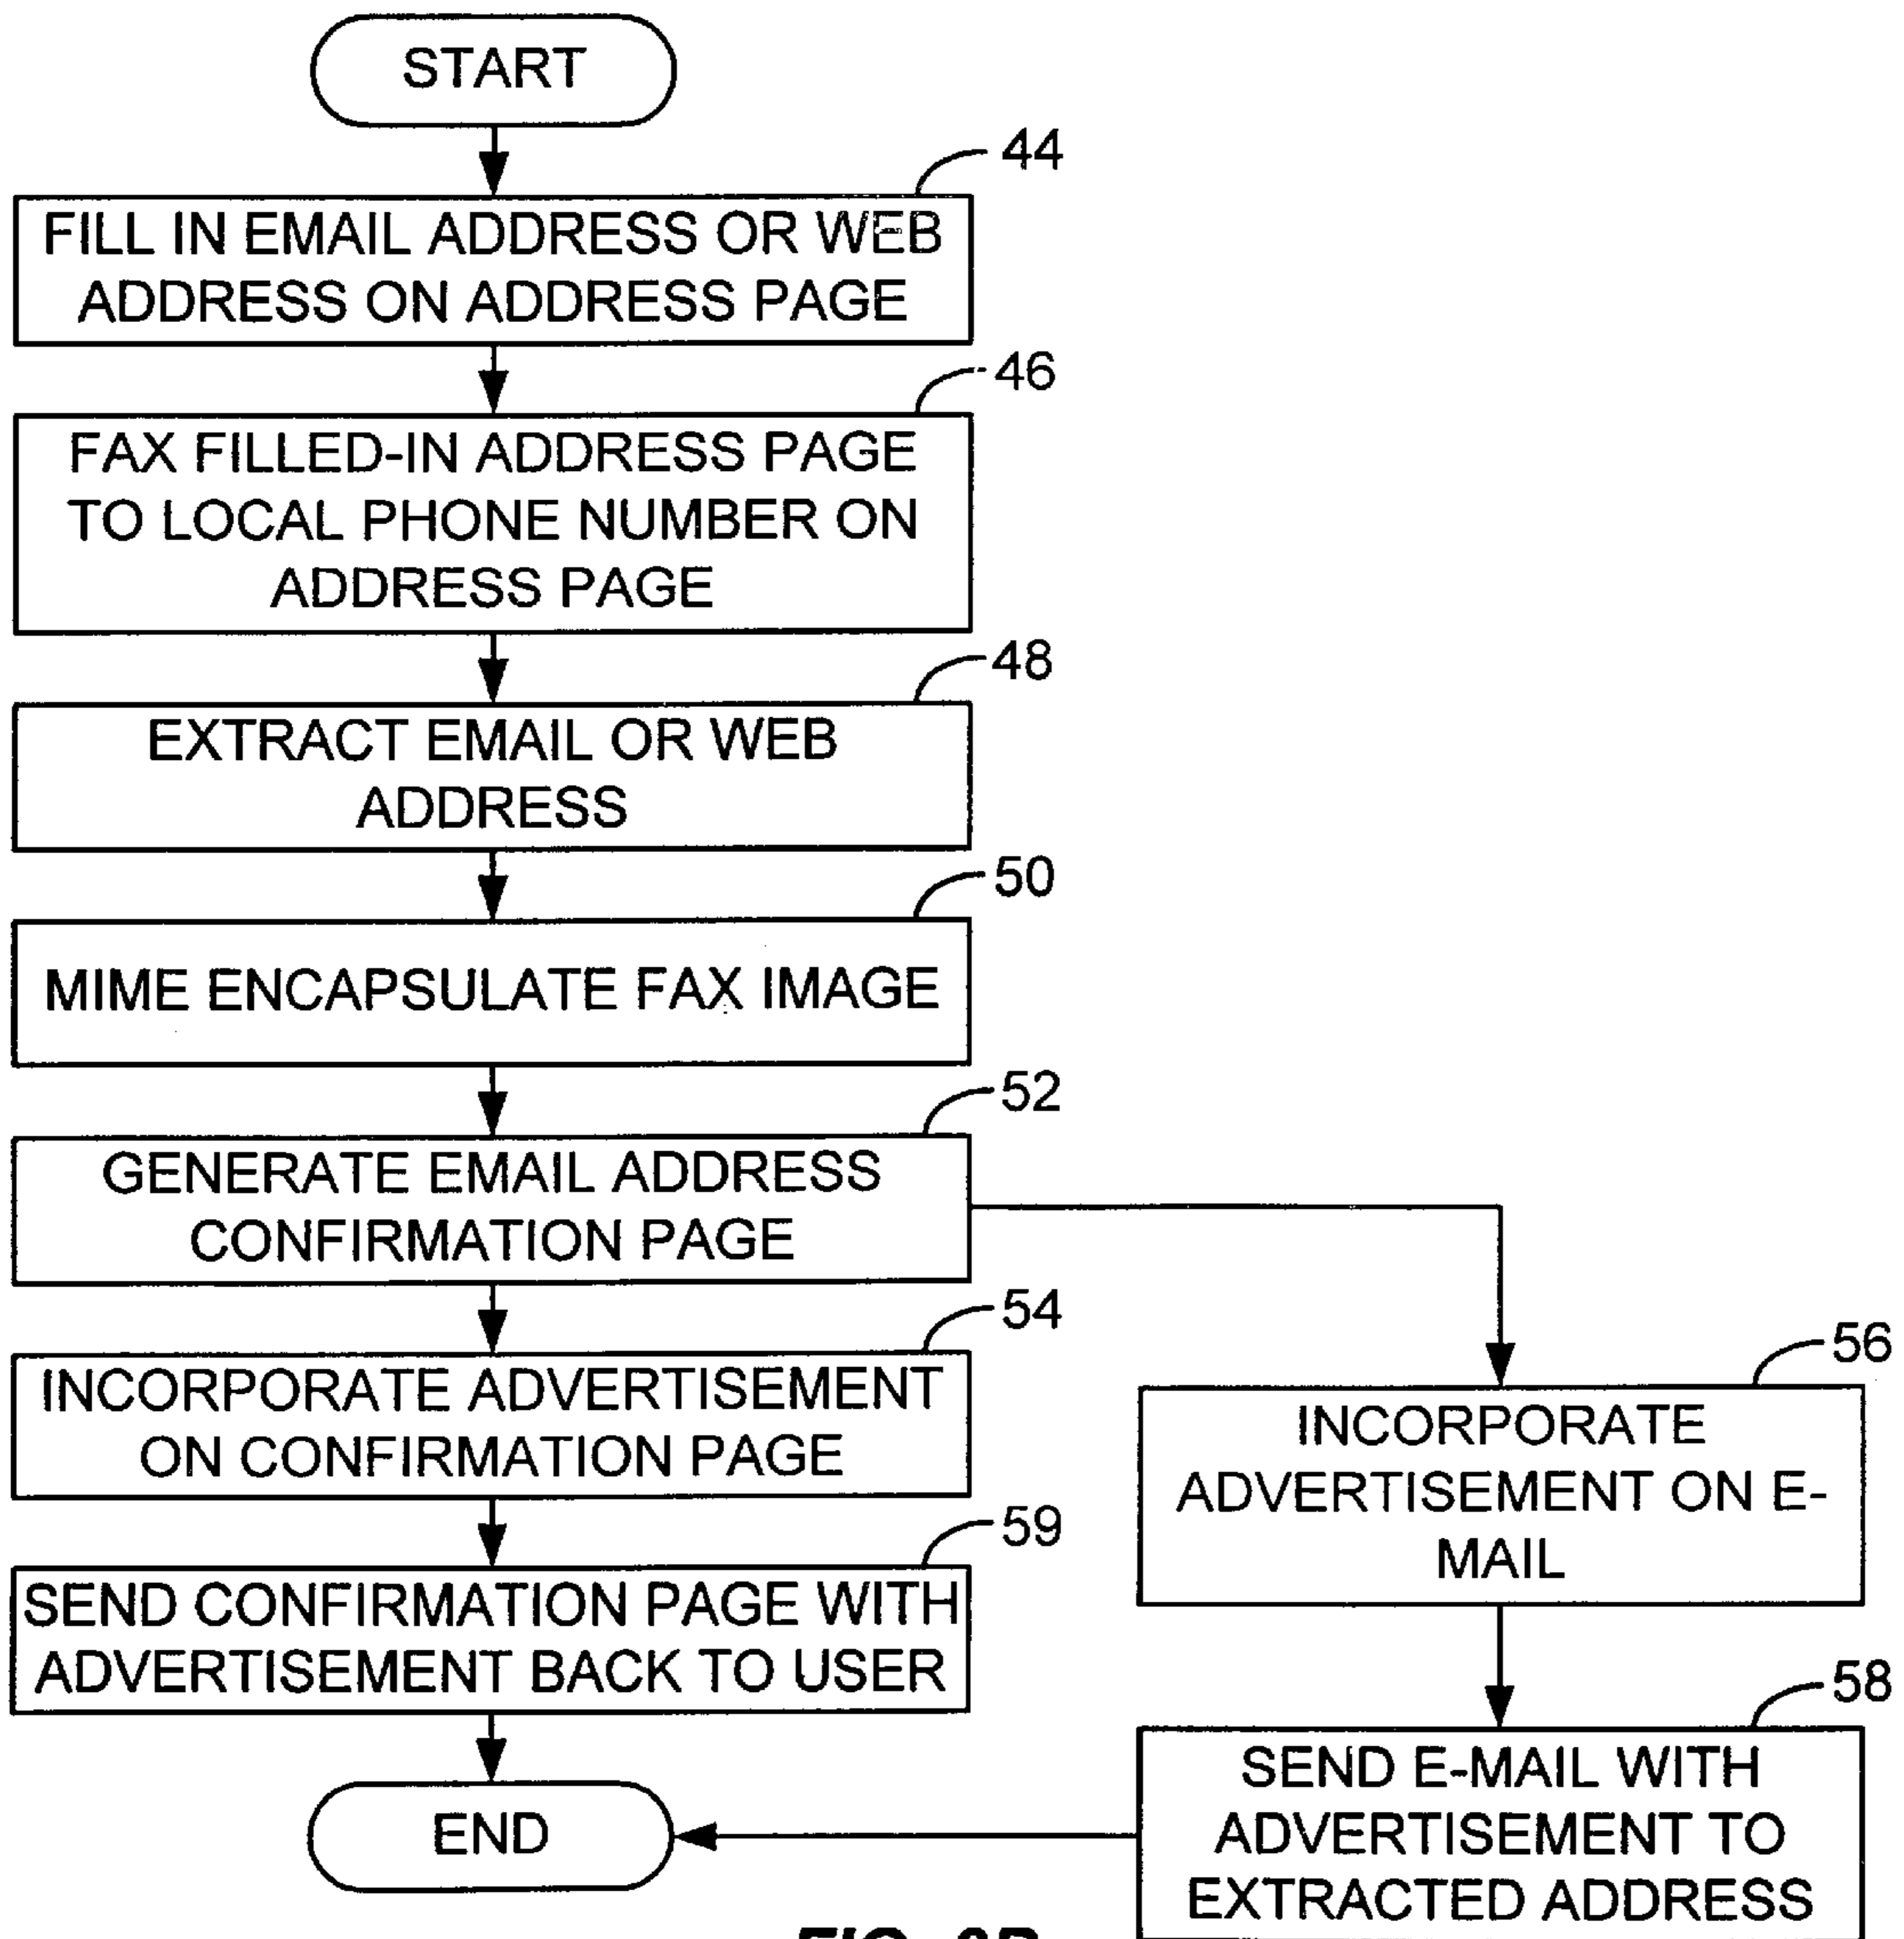 START
44
FILL IN EMAIL ADDRESS OR WEB
ADDRESS ON ADDRESS PAGE
46
FAX FILLED-IN ADDRESS PAGE
TO LOCAL PHONE NUMBER ON
ADDRESS PAGE
48
EXTRACT EMAIL OR WEB
ADDRESS
50
MIME ENCAPSULATE FAX IMAGE
52
GENERATE EMAIL ADDRESS
CONFIRMATION PAGE
54
INCORPORATE ADVERTISEMENT
ON CONFIRMATION PAGE
59
SEND CONFIRMATION PAGE WITH
ADVERTISEMENT BACK TO USER
END
56
INCORPORATE
ADVERTISEMENT ON E-
MAIL
58
SEND E-MAIL WITH
ADVERTISEMENT TO
EXTRACTED ADDRESS
FIG.